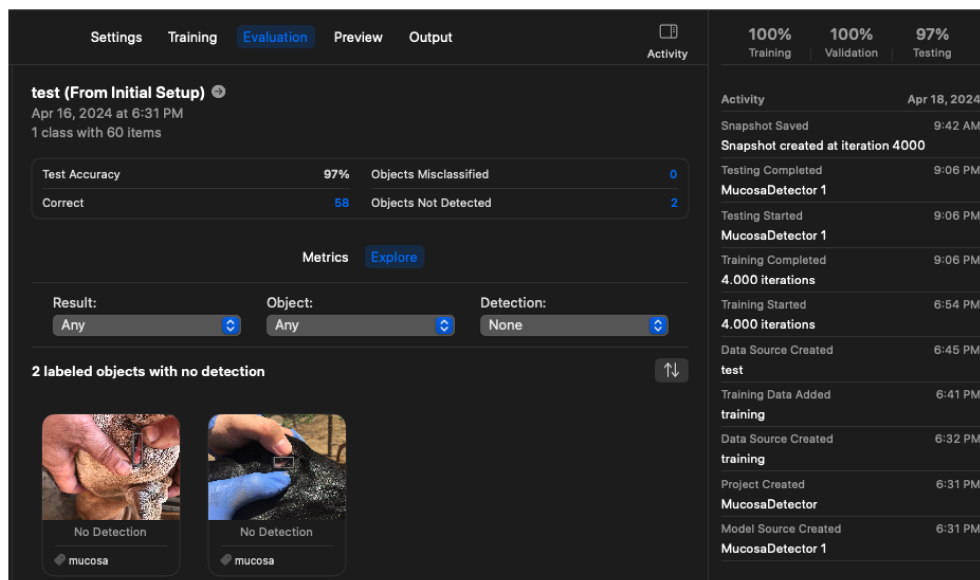 Settings Training Evaluation Preview Output
Activity
test (From Initial Setup)
Apr 16, 2024 at 6:31 PM
1 class with 60 items
Test Accuracy 97% Objects Misclassified 0
Correct 58 Objects Not Detected 2
Metrics Explore
Result: Object: Detection:
Any Any None
2 labeled objects with no detection
No Detection No Detection
mucosa mucosa
100% 100% 97%
Training Validation Testing
Activity Apr 18, 2024
Snapshot Saved 9:42 AM
Snapshot created at iteration 4000
Testing Completed 9:06 PM
MucosaDetector 1
Testing Started 9:06 PM
MucosaDetector 1
Training Completed 9:06 PM
4.000 iterations
Training Started 6:54 PM
4.000 iterations
Data Source Created 6:45 PM
test
Training Data Added 6:41 PM
training
Data Source Created 6:32 PM
training
Project Created 6:31 PM
MucosaDetector
Model Source Created 6:31 PM
MucosaDetector 1